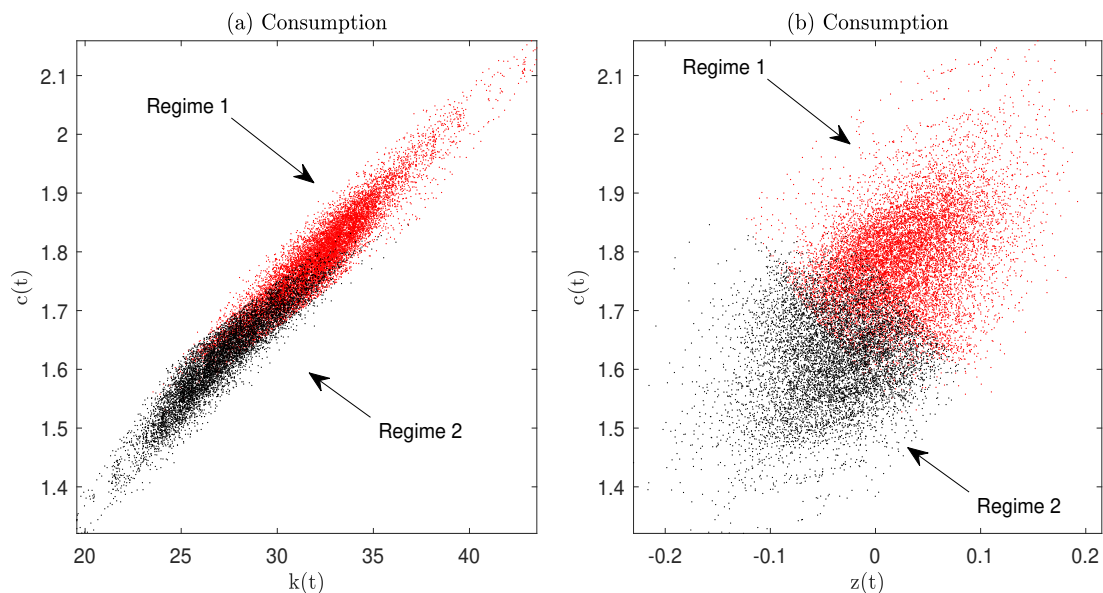 (a) Consumption
2.1
2
1.9
1.8
1.7
1.6
1.5
1.4
c(t)
Regime 1
Regime 2
20 25 30 35 40
k(t)
(b) Consumption
2.1
2
1.9
1.8
1.7
1.6
1.5
1.4
c(t)
Regime 1
Regime 2
-0.2 -0.1 0 0.1 0.2
z(t)